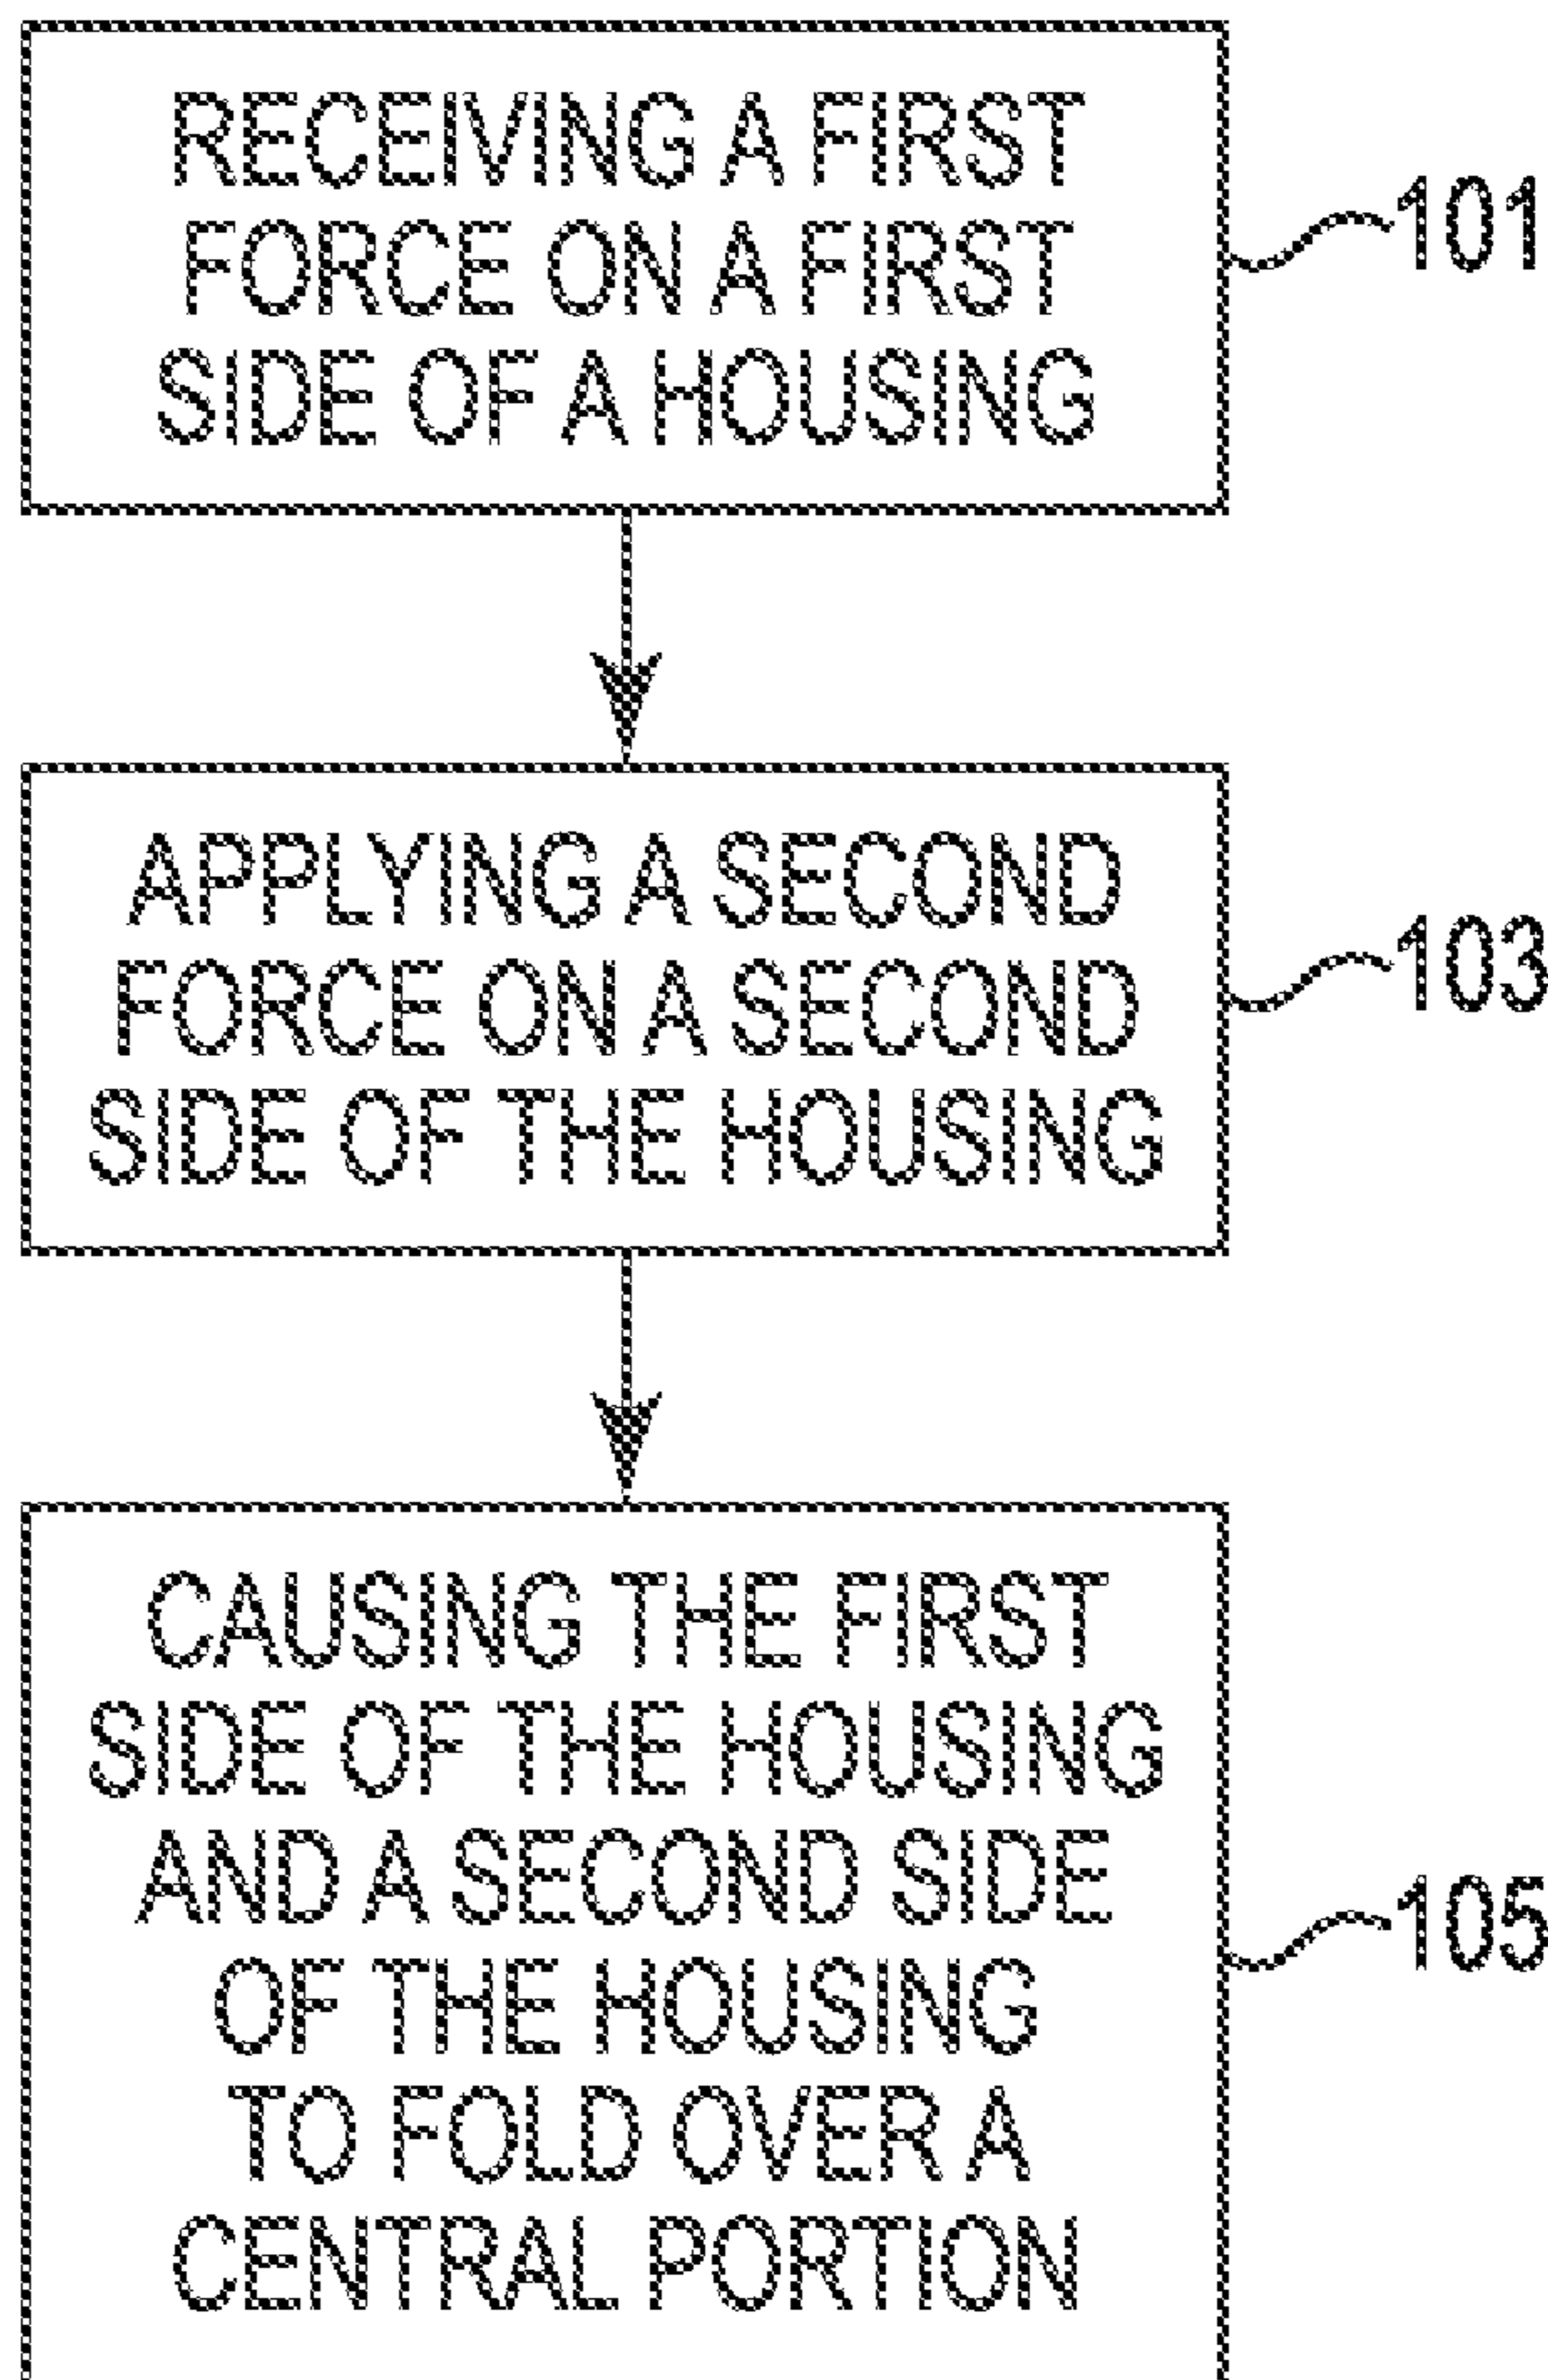 RECEIVING A FIRST
FORCE ON A FIRST
SIDE OF A HOUSING
101
APPLYING A SECOND
FORCE ON A SECOND
SIDE OF THE HOUSING
103
CAUSING THE FIRST
SIDE OF THE HOUSING
AND A SECOND SIDE
OF THE HOUSING
TO FOLD OVER A
CENTRAL PORTION
105